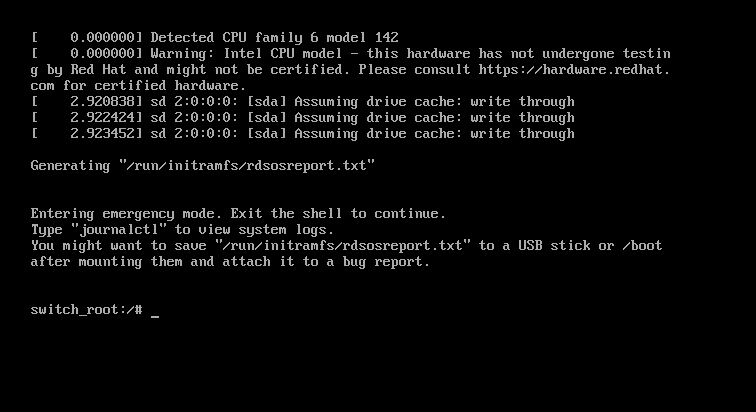 [    0.000000] Detected CPU family 6 model 142
[    0.000000] Warning: Intel CPU model - this hardware has not undergone testin
g by Red Hat and might not be certified. Please consult https://hardware.redhat.
com for certified hardware.
[    2.920838] sd 2:0:0:0: [sda] Assuming drive cache: write through
[    2.922424] sd 2:0:0:0: [sda] Assuming drive cache: write through
[    2.923452] sd 2:0:0:0: [sda] Assuming drive cache: write through
Generating "/run/initramfs/rdsosreport.txt"
Entering emergency mode. Exit the shell to continue.
Type "journalctl" to view system logs.
You might want to save "/run/initramfs/rdsosreport.txt" to a USB stick or /boot
after mounting them and attach it to a bug report.
switch_root:/# _